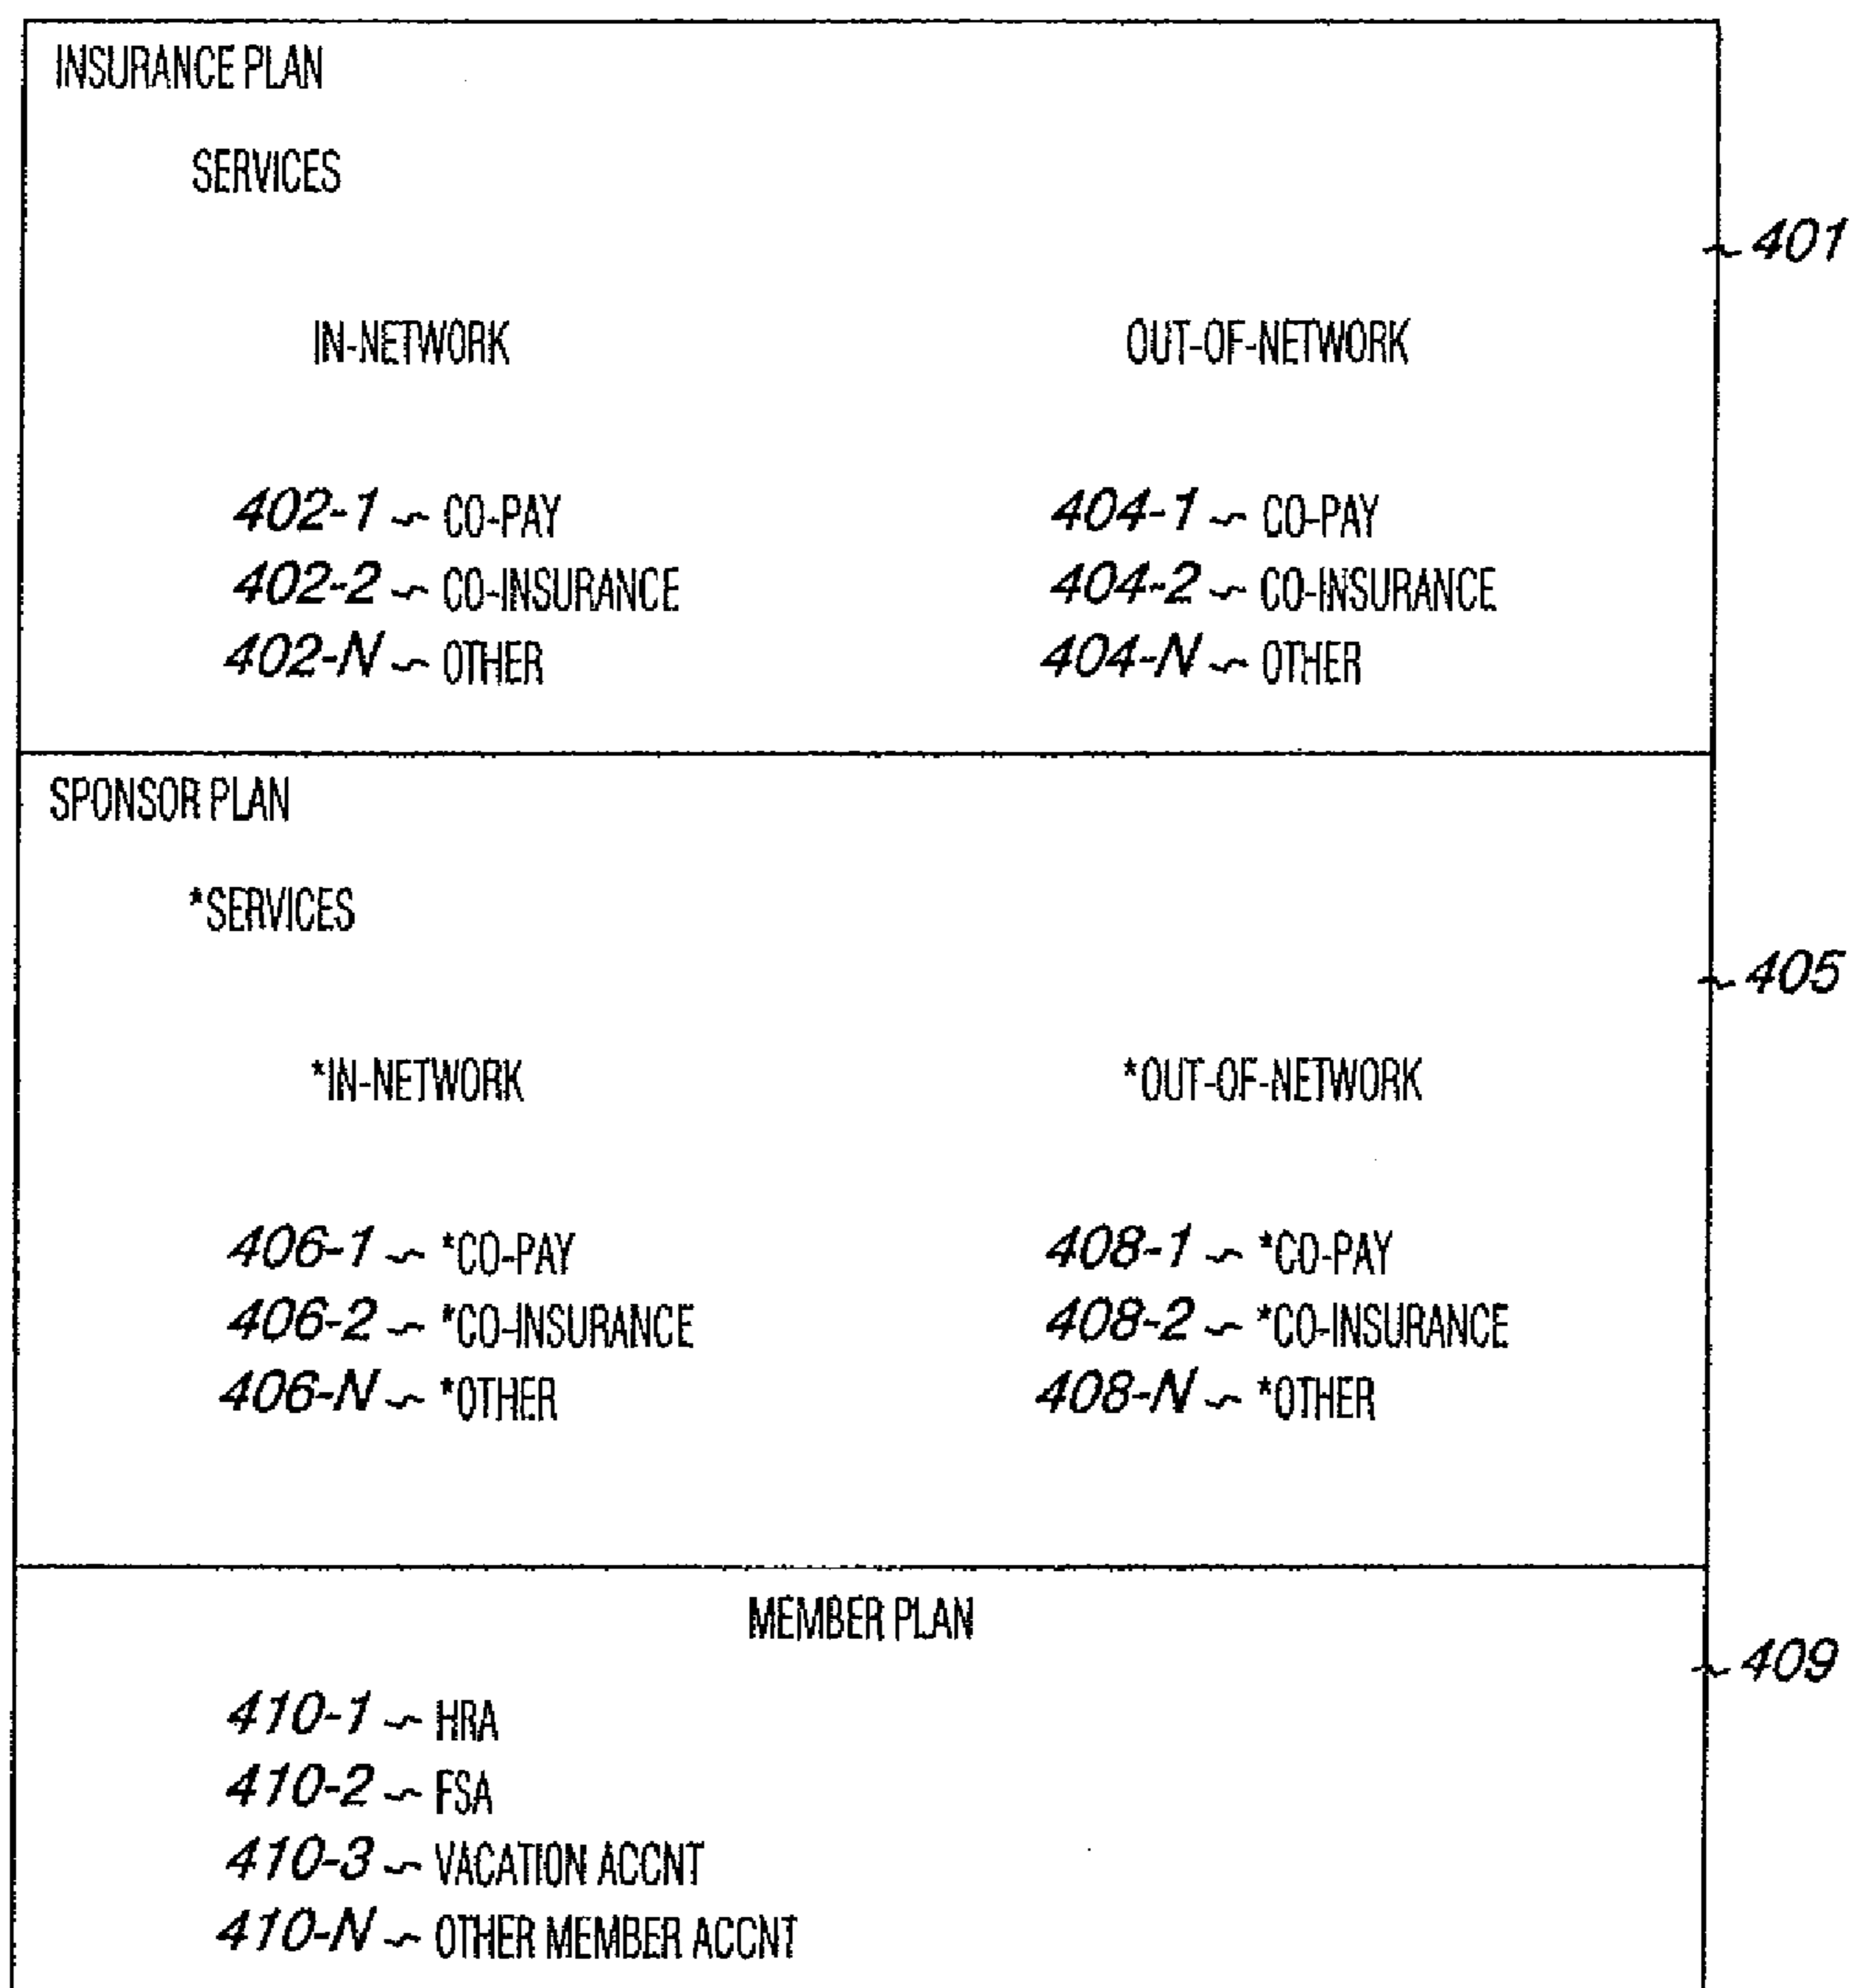 INSURANCE PLAN
SERVICES
401
IN-NETWORK OUT-OF-NETWORK
402-1 CO-PAY 404-1 CO-PAY
402-2 CO-INSURANCE 404-2 CO-INSURANCE
402-N OTHER 404-N OTHER
SPONSOR PLAN
*SERVICES
405
*IN-NETWORK *OUT-OF-NETWORK
406-1 *CO-PAY 408-1 *CO-PAY
406-2 *CO-INSURANCE 408-2 *CO-INSURANCE
406-N *OTHER 408-N *OTHER
MEMBER PLAN
409
410-1 HRA
410-2 FSA
410-3 VACATION ACCNT
410-N OTHER MEMBER ACCNT